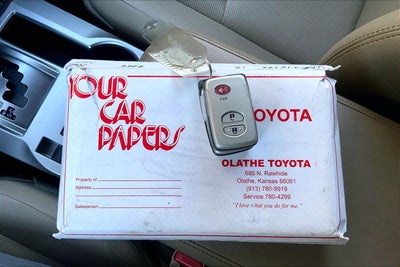 YOUR
CAR
PAPERS
TOYOTA
OLATHE TOYOTA
685 N. Rawhide
Olathe, Kansas 66061
(913) 780-9919
Service 780-4299
"I love what you do for me."
Property of
Address
Salesperson